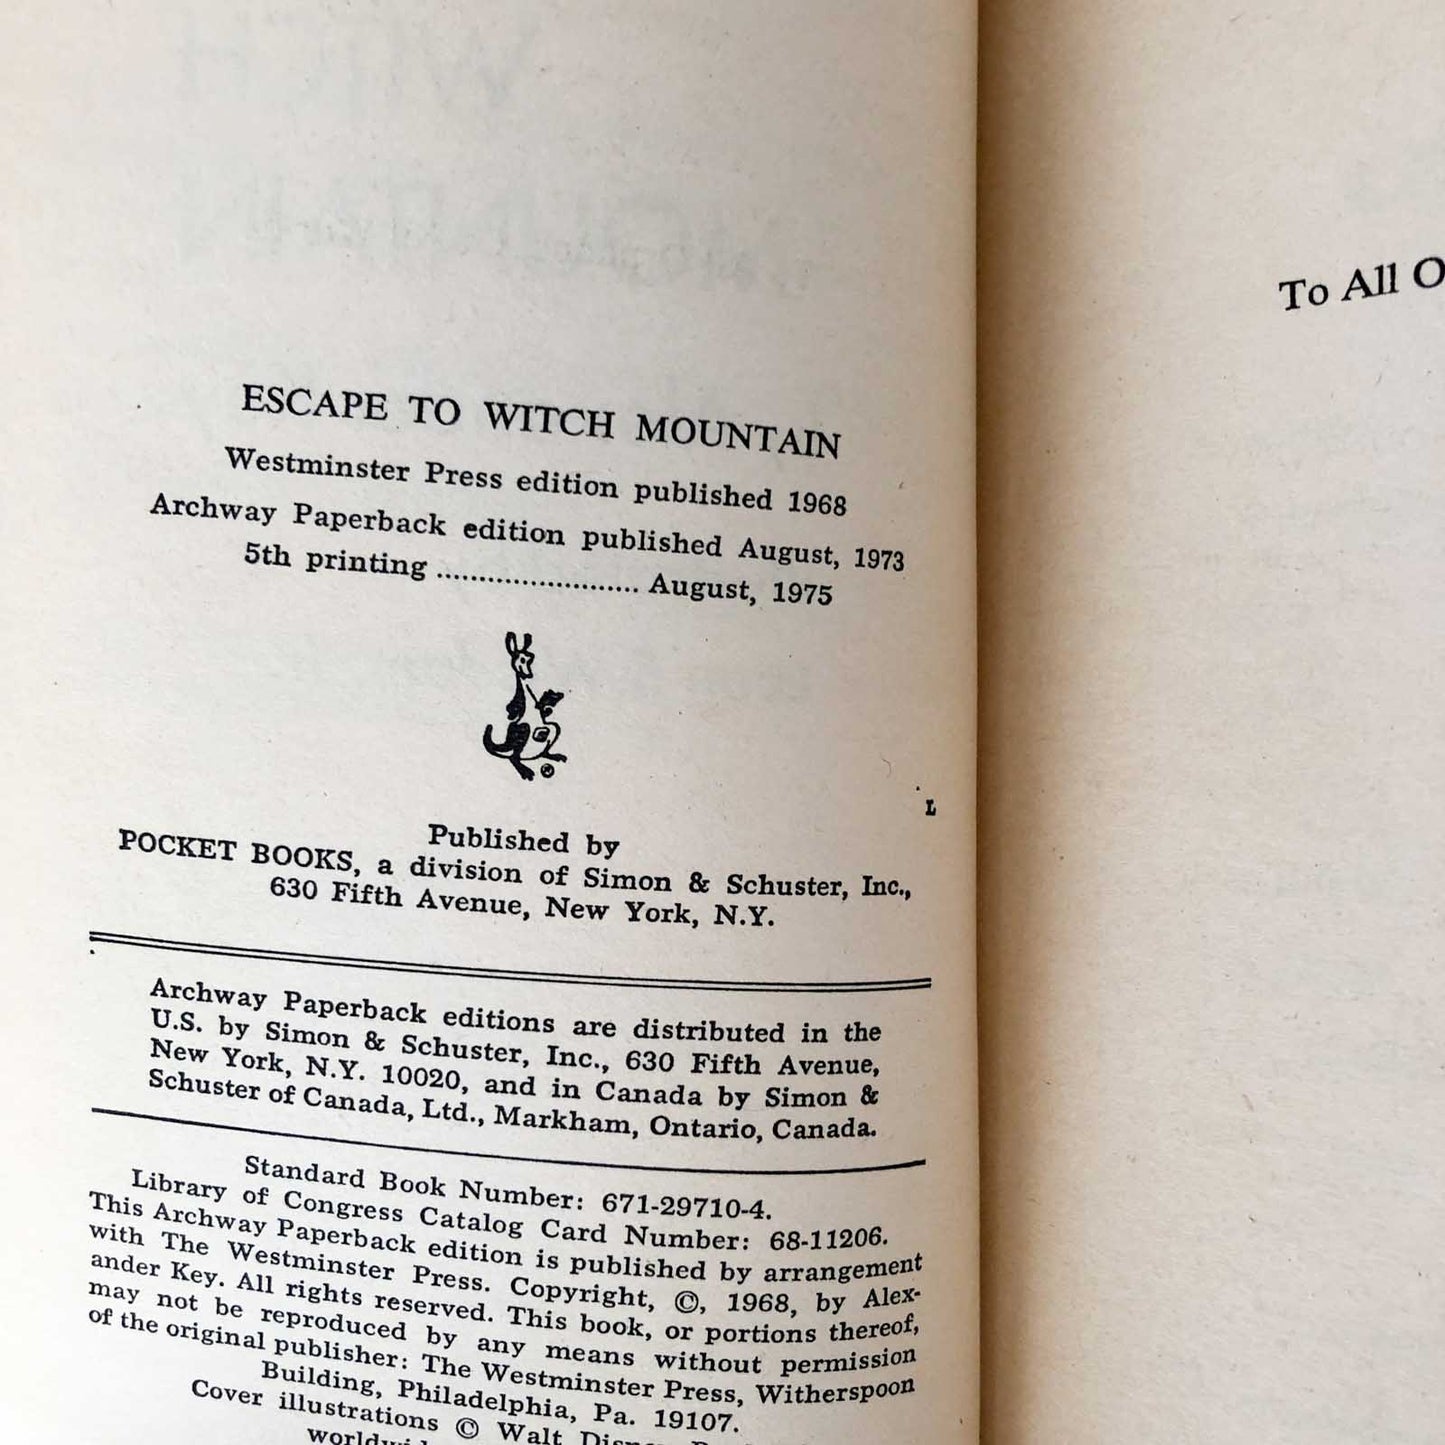 ESCAPE TO WITCH MOUNTAIN
Westminster Press edition published 1968
Archway Paperback edition published August, 1973
5th printing ........................ August, 1975
L
Published by
POCKET BOOKS, a division of Simon & Schuster, Inc.,
630 Fifth Avenue, New York, N.Y.
Archway Paperback editions are distributed in the
U.S. by Simon & Schuster, Inc., 630 Fifth Avenue,
New York, N.Y. 10020, and in Canada by Simon &
Schuster of Canada, Ltd., Markham, Ontario, Canada.
Standard Book Number: 671-29710-4.
Library of Congress Catalog Card Number: 68-11206.
This Archway Paperback edition is published by arrangement
with The Westminster Press. Copyright, ©, 1968, by Alex-
ander Key. All rights reserved. This book, or portions thereof,
may not be reproduced by any means without permission
of the original publisher: The Westminster Press, Witherspoon
Building, Philadelphia, Pa. 19107.
Cover illustrations © Walt
To All O